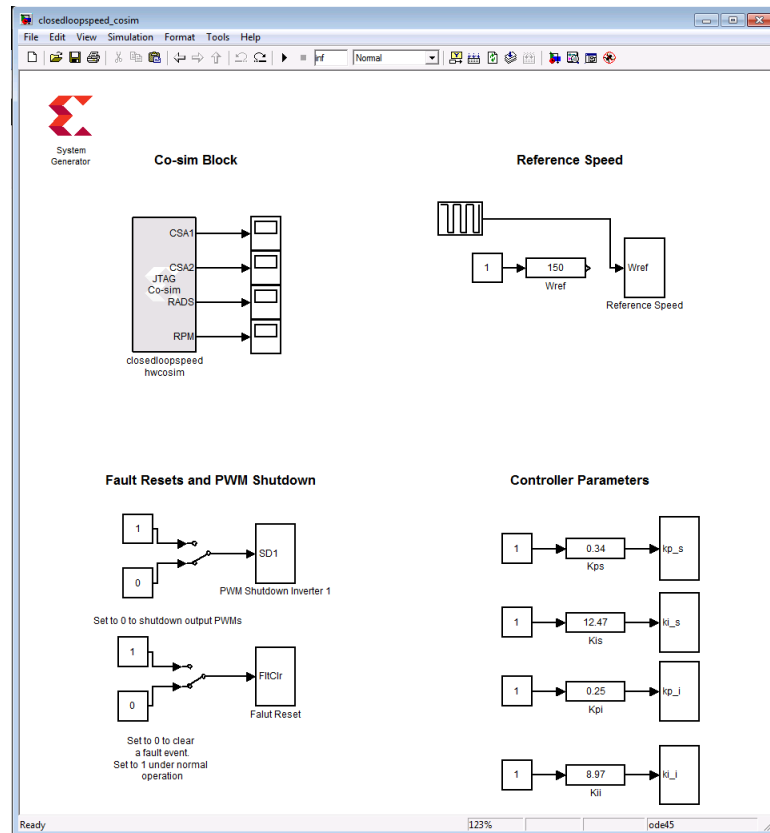 closedloopspeed_cosim
File Edit View Simulation Format Tools Help
inf Normal
System
Generator
Co-sim Block
Reference Speed
CSA1
CSA2
JTAG
Co-sim
RADS
RPM
closedloopspeed
hwcosim
1
150
Wref
Wref
Reference Speed
Fault Resets and PWM Shutdown
1
0
SD1
PWM Shutdown Inverter 1
Set to 0 to shutdown output PWMs
1
0
FltClr
Falut Reset
Set to 0 to clear
a fault event.
Set to 1 under normal
operation
Controller Parameters
1
0.34
Kps
kp_s
1
12.47
Kis
ki_s
1
0.25
Kpi
kp_i
1
8.97
Kii
ki_i
Ready
123%
ode45